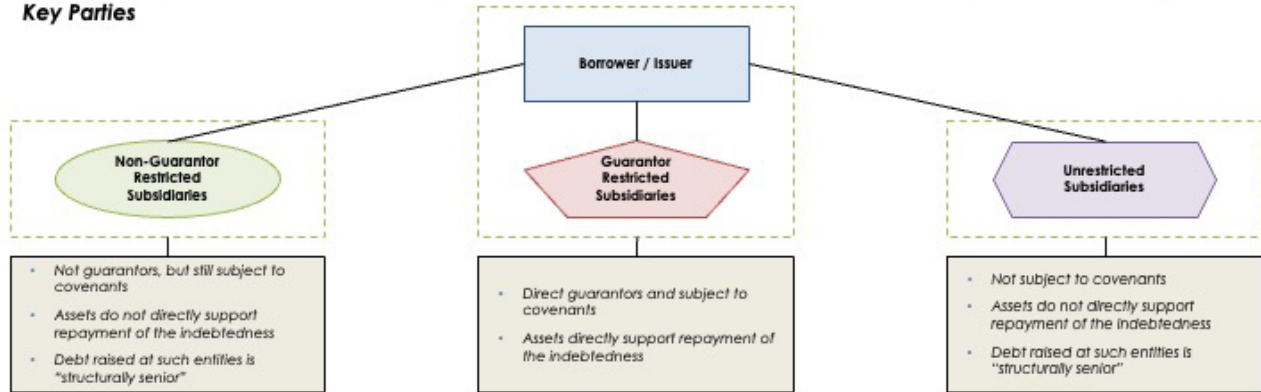 Key Parties
Borrower / Issuer
Non-Guarantor
Restricted
Subsidiaries
Guarantor
Restricted
Subsidiaries
Unrestricted
Subsidiaries
• Not guarantors, but still subject to
covenants
• Assets do not directly support
repayment of the indebtedness
• Debt raised at such entities is
"structurally senior"
• Direct guarantors and subject to
covenants
• Assets directly support repayment of
the indebtedness
• Not subject to covenants
• Assets do not directly support
repayment of the indebtedness
• Debt raised at such entities is
"structurally senior"